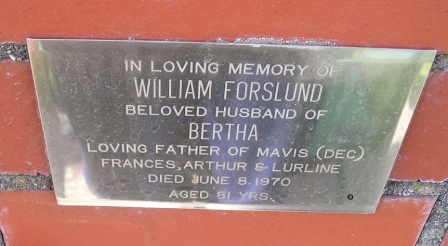 IN LOVING MEMORY OF
WILLIAM FORSLUND
BELOVED HUSBAND OF
BERTHA
LOVING FATHER OF MAVIS (DEC)
FRANCES, ARTHUR & LURLINE
DIED JUNE 8. 1970
AGED 81 YRS.